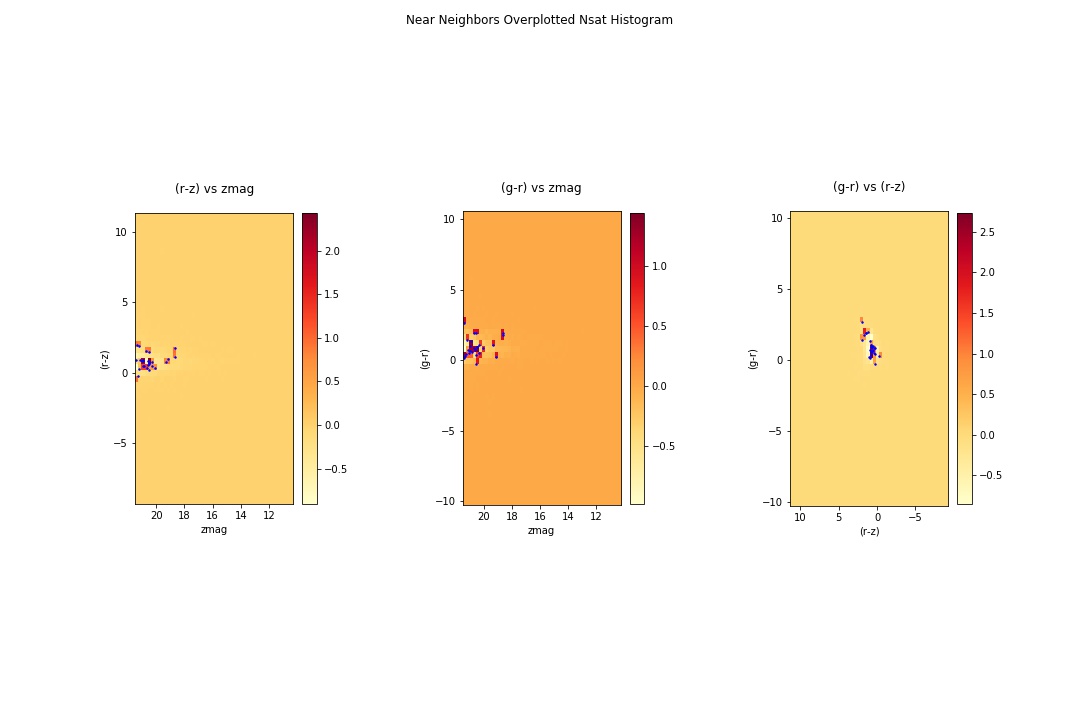 Near Neighbors Overplotted Nsat Histogram
(r-z) vs zmag
10
5
0
−5
(r-z)
20 18 16 14 12
zmag
2.0
1.5
1.0
0.5
0.0
−0.5
(g-r) vs zmag
10
5
0
−5
−10
(g-r)
20 18 16 14 12
zmag
1.0
0.5
0.0
−0.5
(g-r) vs (r-z)
10
5
0
−5
−10
(g-r)
10 5 0 −5
(r-z)
2.5
2.0
1.5
1.0
0.5
0.0
−0.5